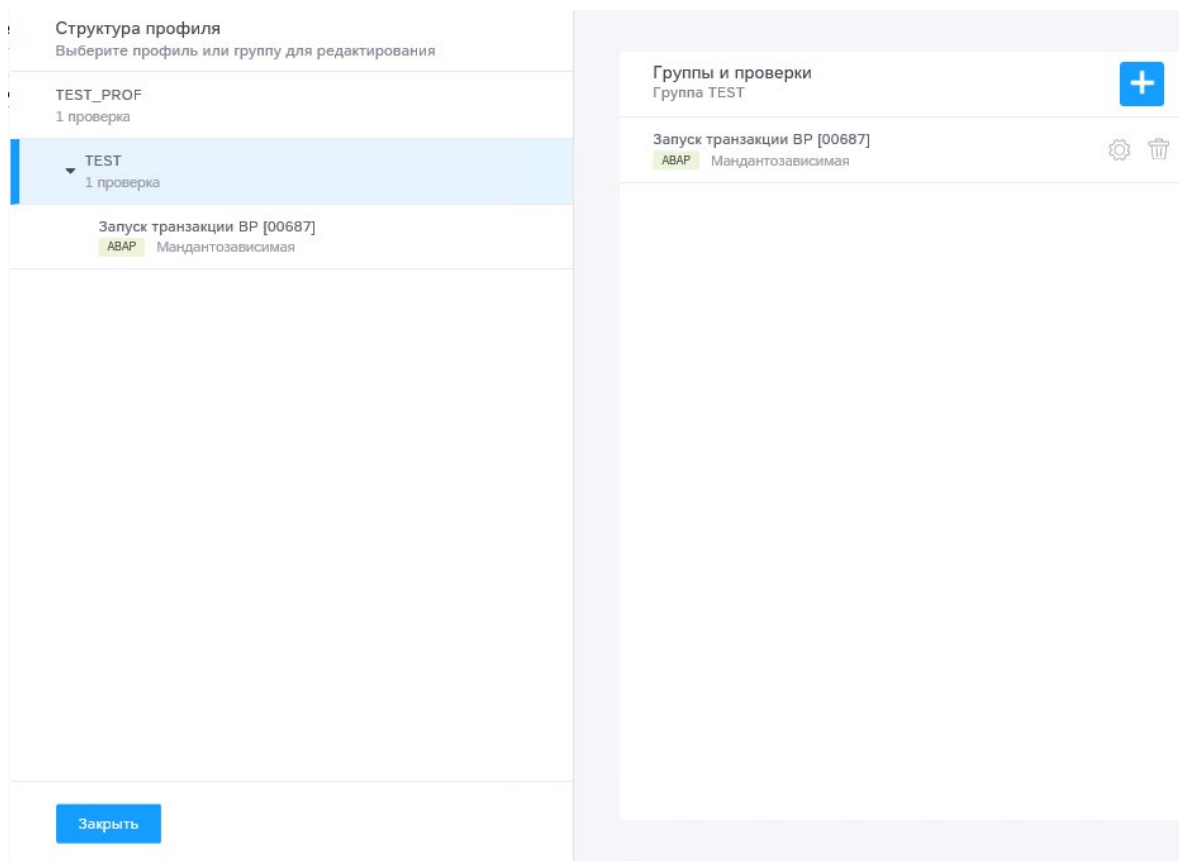 Структура профиля
Выберите профиль или группу для редактирования
TEST_PROF
1 проверка
TEST
1 проверка
Запуск транзакции BP [00687]
ABAP Мандантозависимая
Закрыть
Группы и проверки
Группа TEST
Запуск транзакции BP [00687]
ABAP Мандантозависимая